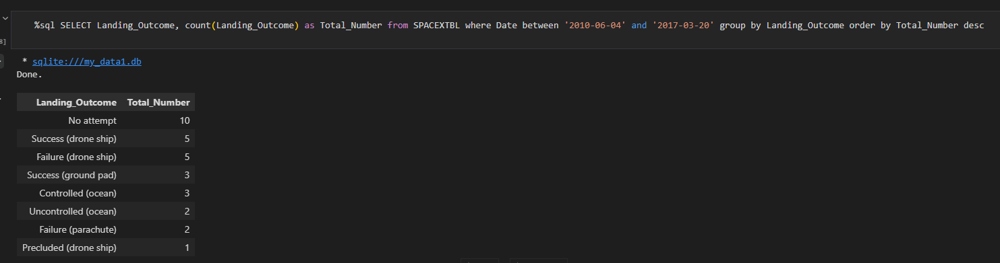 %sql SELECT Landing_Outcome, count(Landing_Outcome) as Total_Number from SPACEXTBL where Date between '2010-06-04' and '2017-03-20' group by Landing_Outcome order by Total_Number desc
8]
* sqlite:///my_data1.db
Done.
Landing_Outcome Total_Number
No attempt 10
Success (drone ship) 5
Failure (drone ship) 5
Success (ground pad) 3
Controlled (ocean) 3
Uncontrolled (ocean) 2
Failure (parachute) 2
Precluded (drone ship) 1